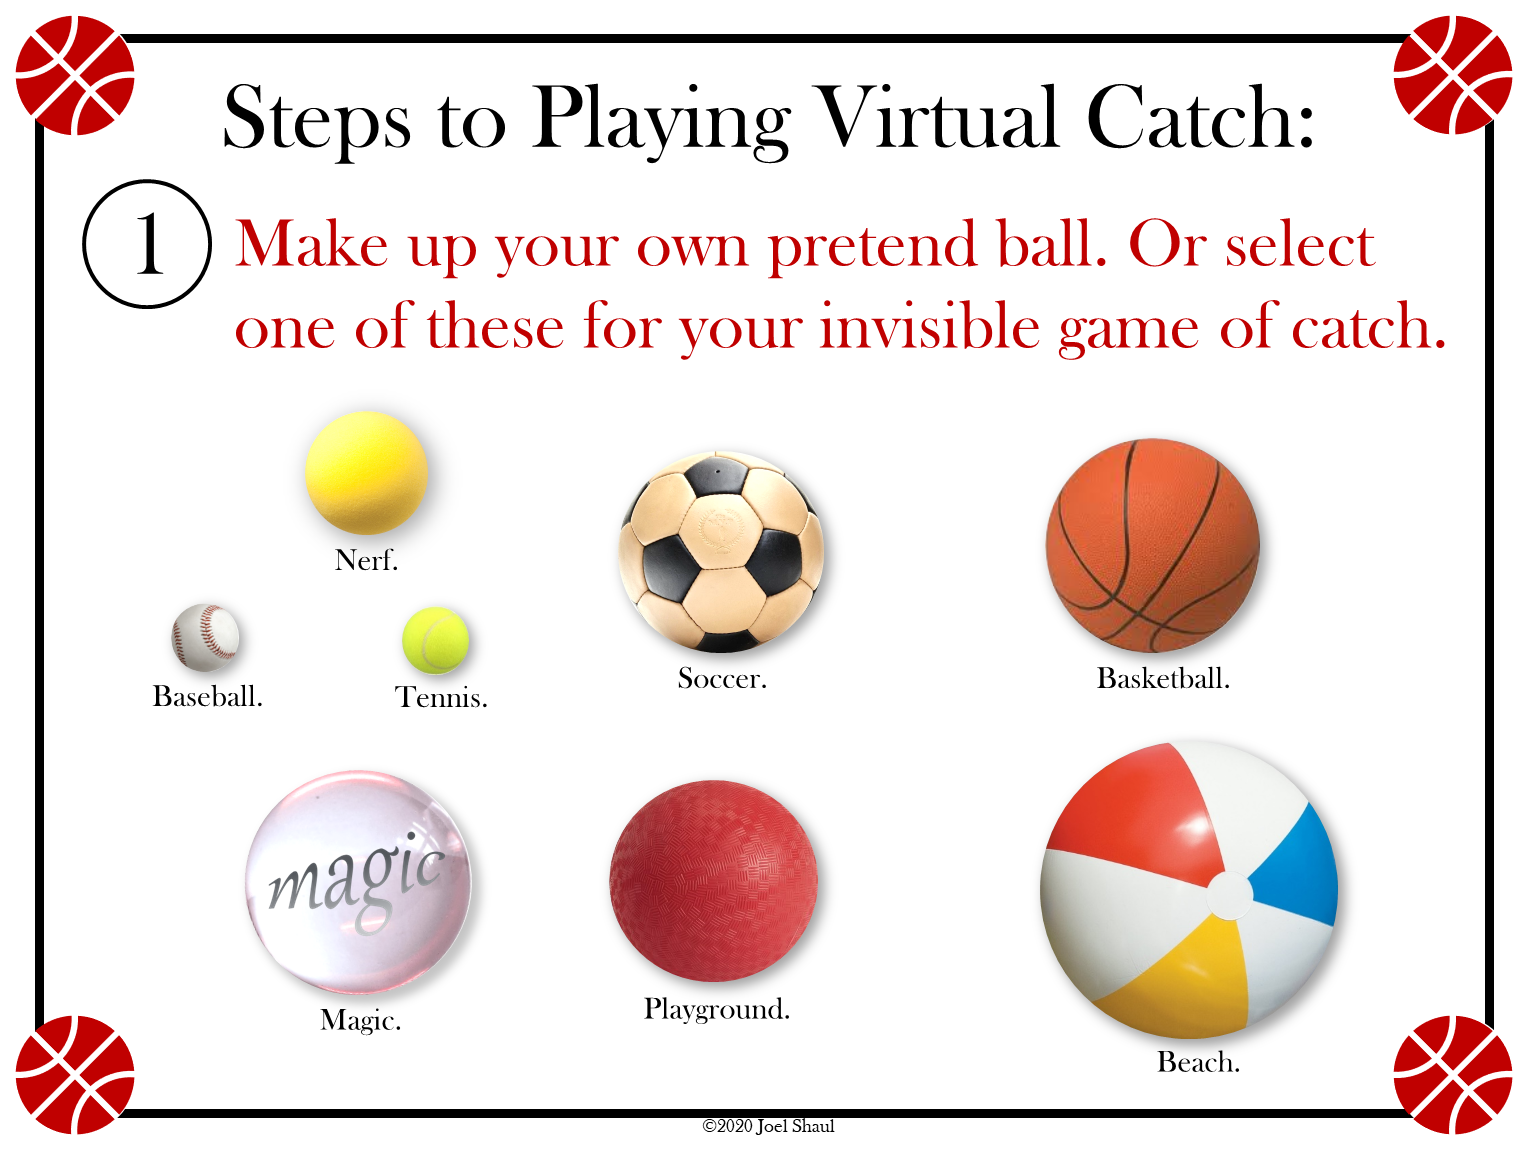 Steps to Playing Virtual Catch:
1
Make up your own pretend ball. Or select
one of these for your invisible game of catch.
Nerf.
Baseball.
Tennis.
Soccer.
Basketball.
magic
Magic.
Playground.
Beach.
©2020 Joel Shaul